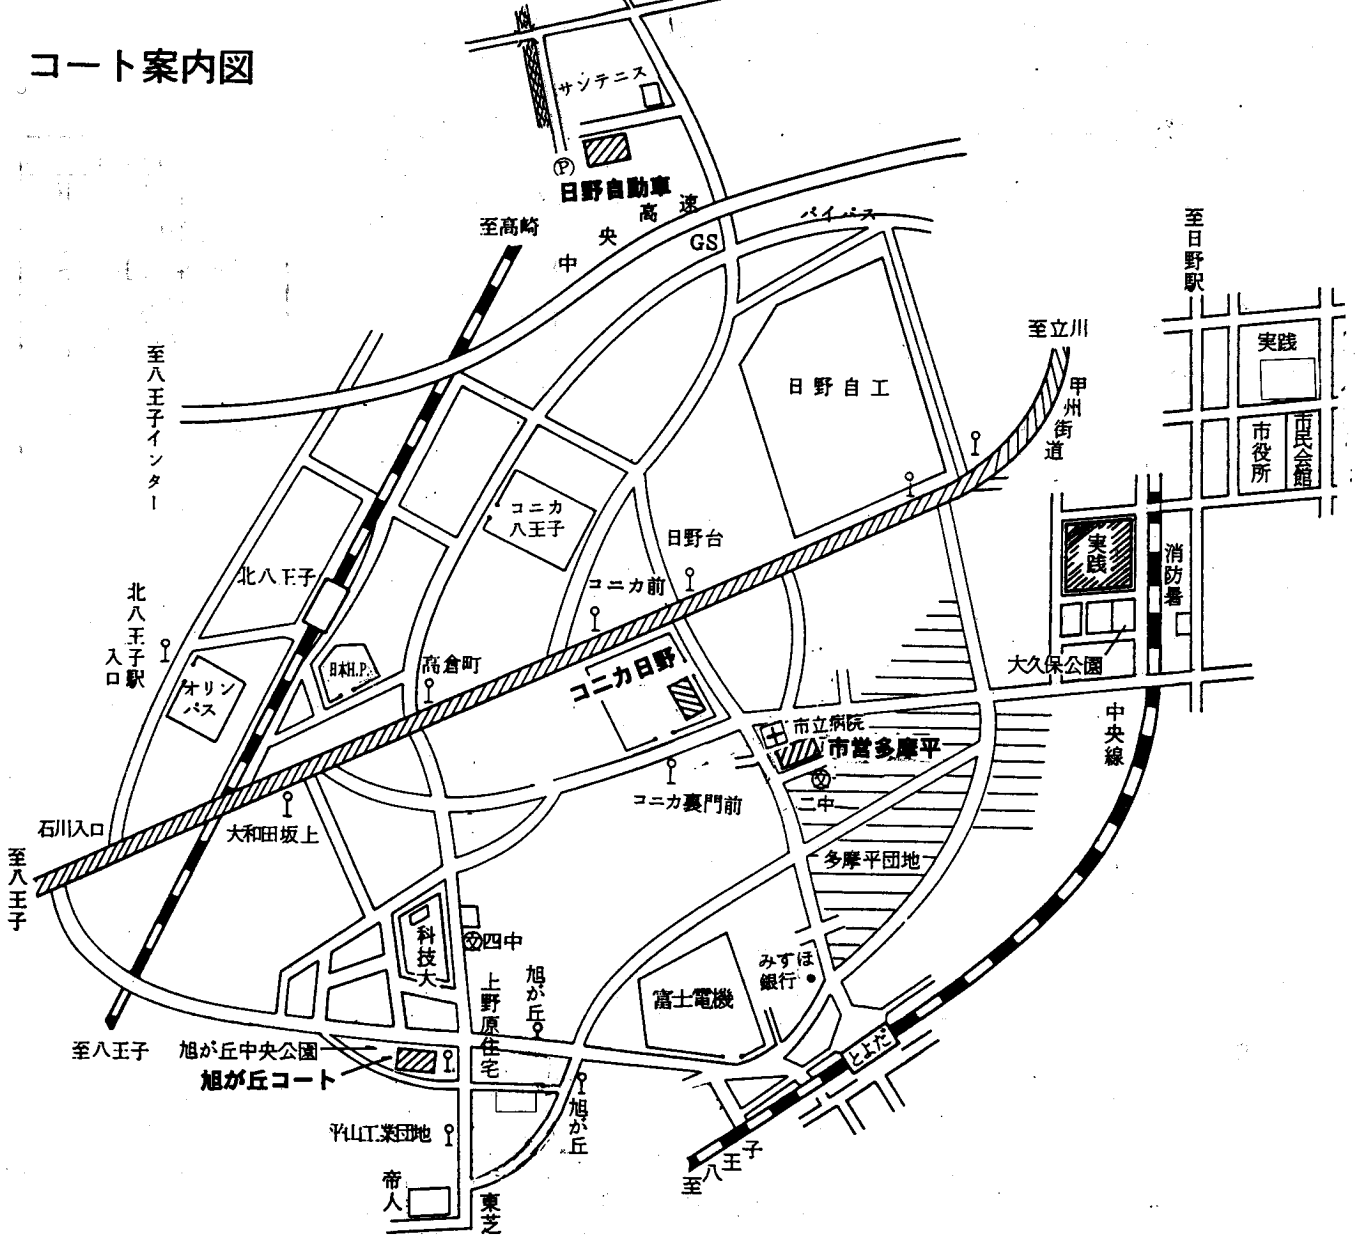 コート案内図
サンテニス
Ⓟ
日野自動車
中央高速
至高崎
GS
バイパス
至日野駅
至立川
甲州街道
実践
市役所
市民会館
至八王子インター
日野自工
コニカ
八王子
日野台
コニカ前
実践
消防署
北八王子
北八王子駅
入口
オリン
パス
日本H.P.
高倉町
コニカ日野
大久保公園
中央線
市立病院
市営多摩平
二中
コニカ裏門前
石川入口
大和田坂上
至八王子
多摩平団地
科技大
四中
上野原住宅
旭が丘
みずほ
銀行
富士電機
とよだ
至八王子
旭が丘中央公園
旭が丘コート
旭が丘
平山工業団地
至八王子
帝人
東芝